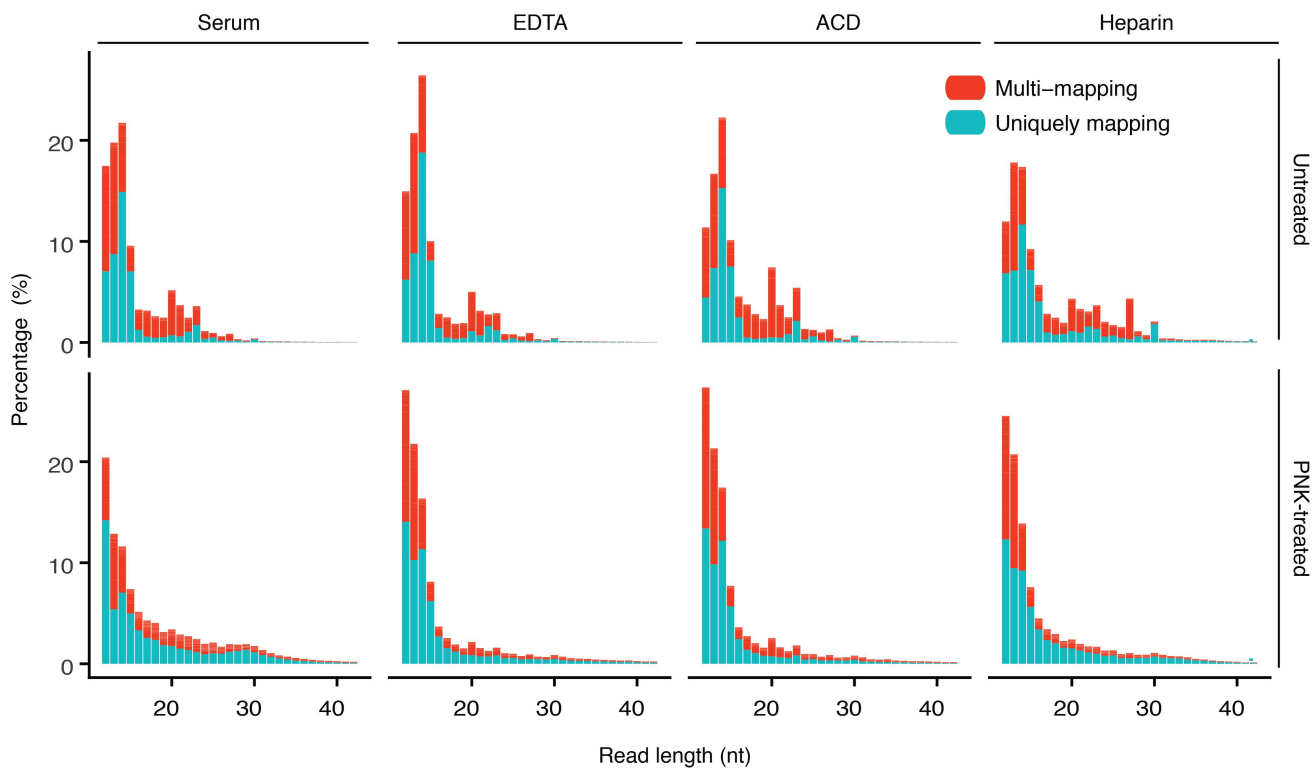 Serum EDTA ACD Heparin
Multi−mapping
Uniquely mapping
Untreated
20
10
0
Percentage (%)
PNK-treated
20
10
0
20 30 40 20 30 40 20 30 40 20 30 40
Read length (nt)